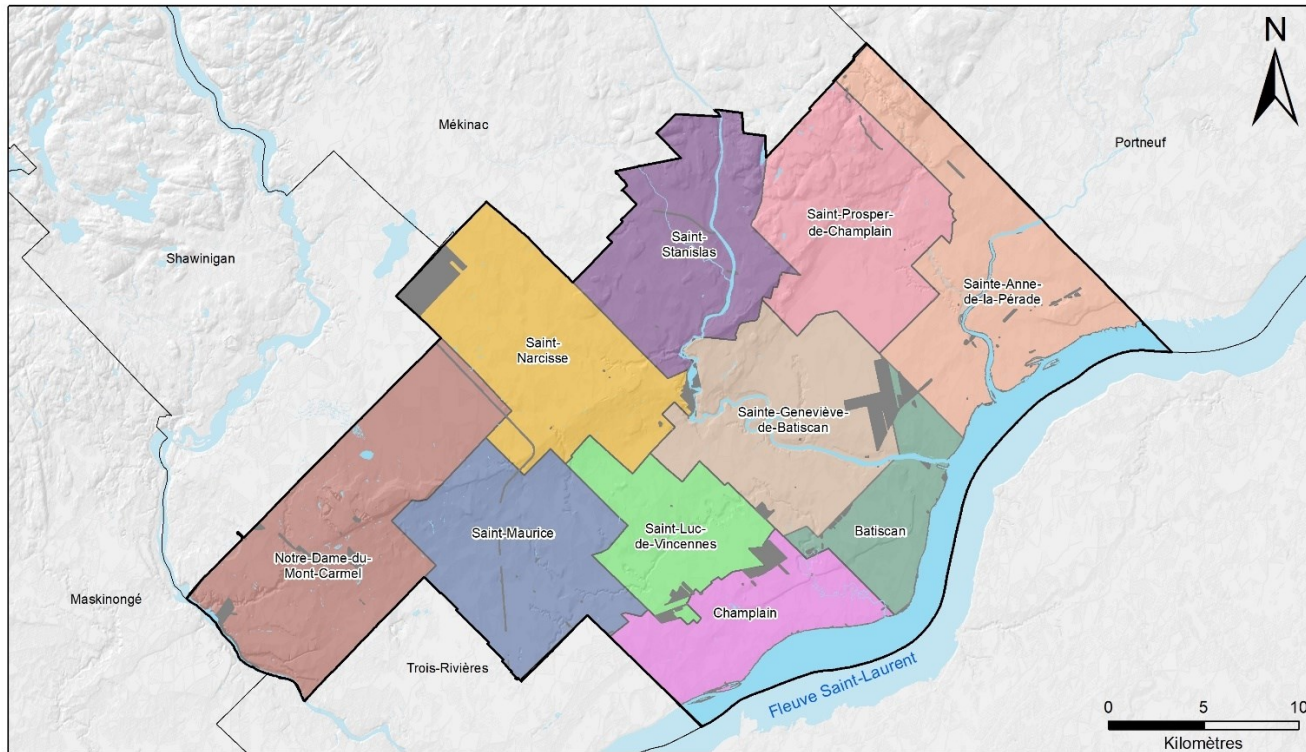 N
Mékinac
Portneuf
Saint-Prosper-
de-Champlain
Saint-
Stanislas
Shawinigan
Sainte-Anne-
de-la-Pérade
Saint-
Narcisse
Sainte-Geneviève-
de-Batiscan
Saint-Maurice
Saint-Luc-
de-Vincennes
Batiscan
Notre-Dame-du-
Mont-Carmel
Maskinongé
Champlain
Trois-Rivières
Fleuve Saint-Laurent
0 5 10
Kilomètres